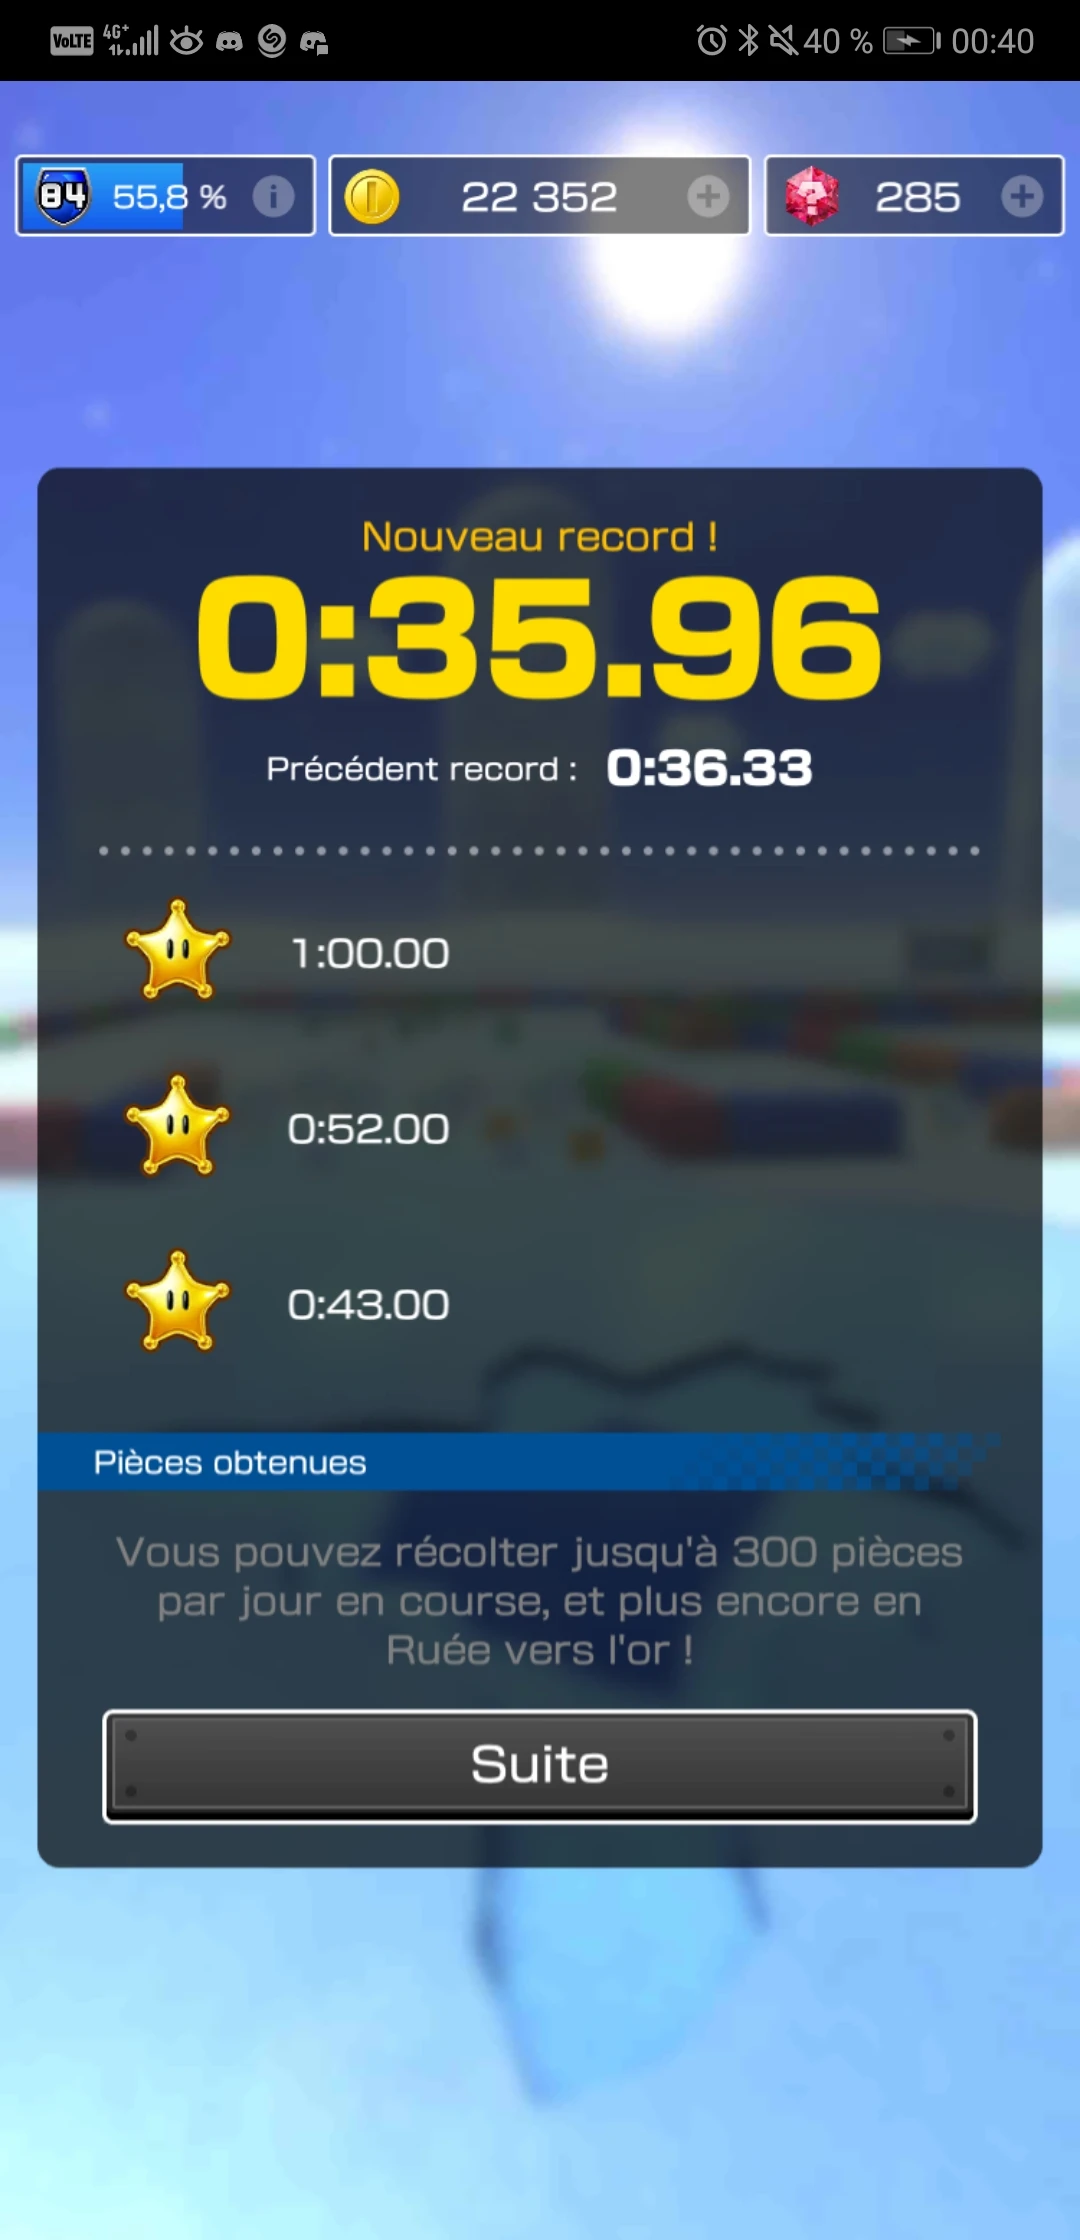 VoLTE 4G+ 40 % 00:40
84 55,8 % i 22 352 + ? 285 +
Nouveau record !
0:35.96
Précédent record : 0:36.33
1:00.00
0:52.00
0:43.00
Pièces obtenues
Vous pouvez récolter jusqu'à 300 pièces
par jour en course, et plus encore en
Ruée vers l'or !
Suite